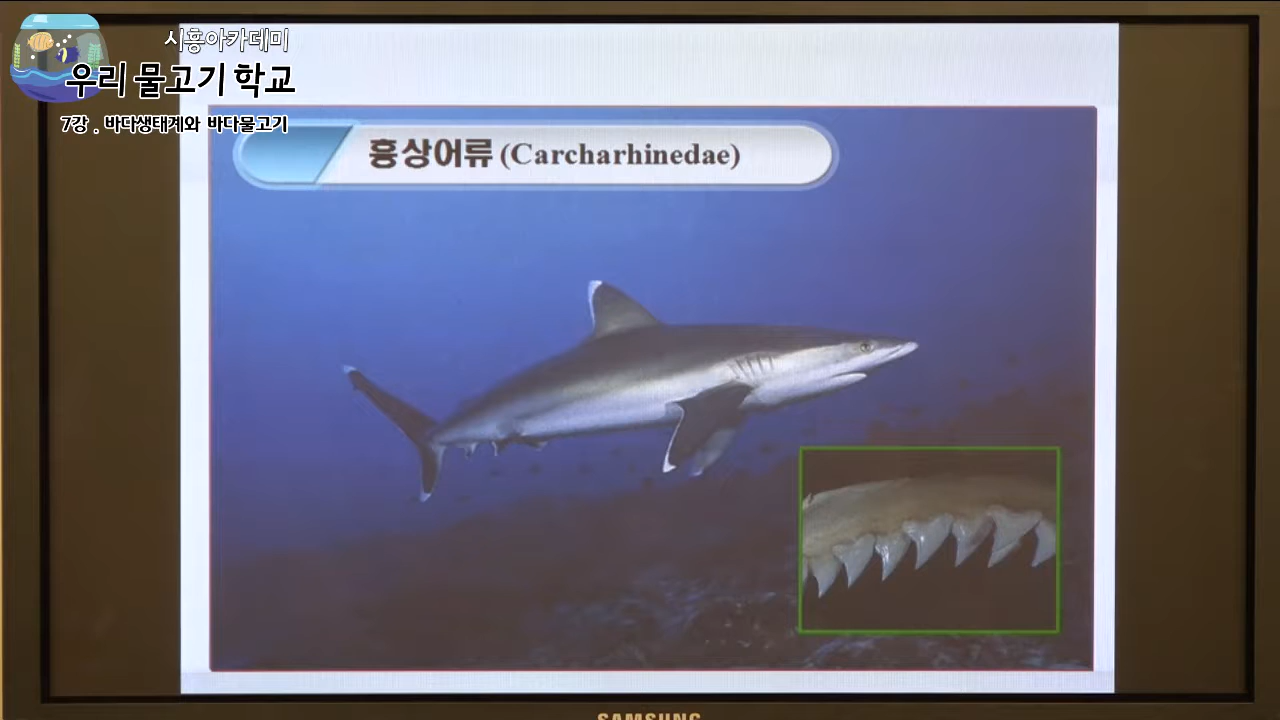 시흥아카데미
우리 물고기 학교
7강 . 바다생태계와 바다물고기
흉상어류 (Carcharhinedae)
SAMSUNG